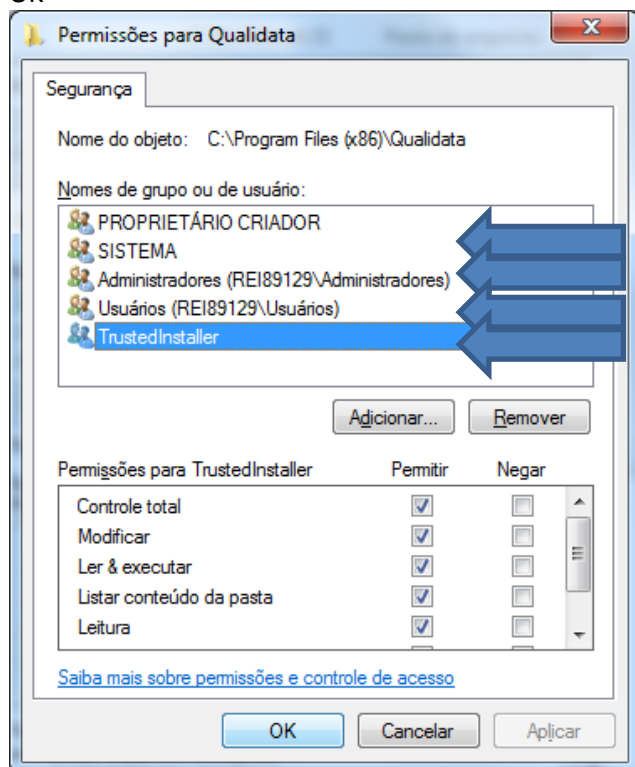 Permissões para Qualidata
Segurança
Nome do objeto: C:\Program Files (x86)\Qualidata
Nomes de grupo ou de usuário:
PROPRIETÁRIO CRIADOR
SISTEMA
Administradores (REI89129\Administradores)
Usuários (REI89129\Usuários)
TrustedInstaller
Adicionar... Remover
Permissões para TrustedInstaller Permitir Negar
Controle total
Modificar
Ler & executar
Listar conteúdo da pasta
Leitura
Saiba mais sobre permissões e controle de acesso
OK Cancelar Aplicar